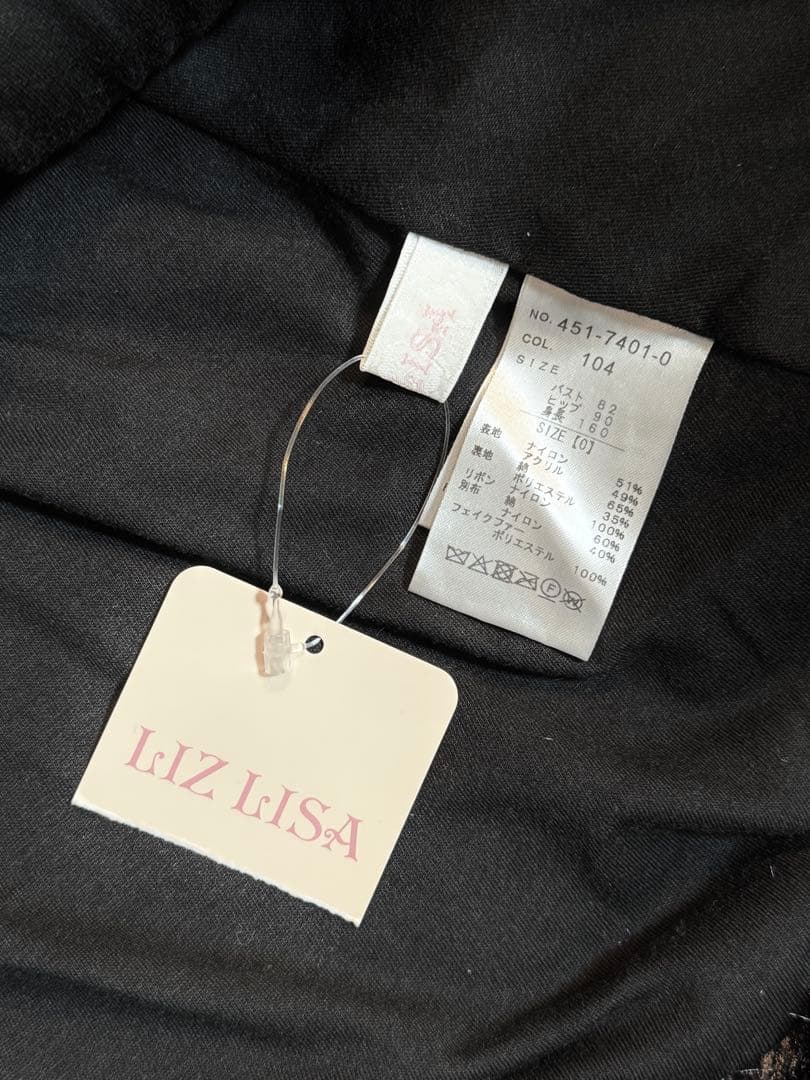 NO. 451-7401-0
COL. 104
SIZE
バスト 82
ヒップ 90
身長 160
SIZE [0]
表地 ナイロン 51%
アクリル 49%
裏地 綿 65%
ポリエステル 35%
リボン ナイロン 100%
別布 綿 60%
ナイロン 40%
フェイクファー
ポリエステル 100%
F
LIZ LISA